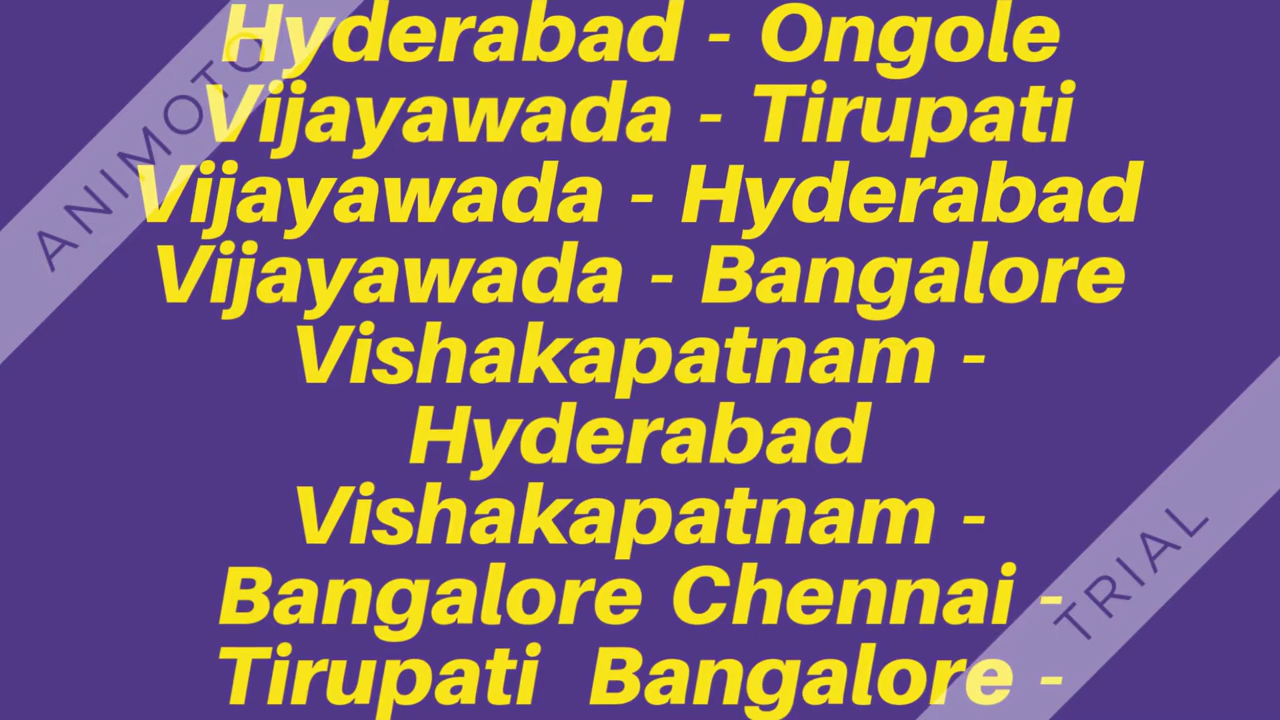 Hyderabad - Ongole
Vijayawada - Tirupati
Vijayawada - Hyderabad
Vijayawada - Bangalore
Vishakapatnam -
Hyderabad
Vishakapatnam -
Bangalore Chennai -
Tirupati Bangalore -
ANIMOTO
TRIAL